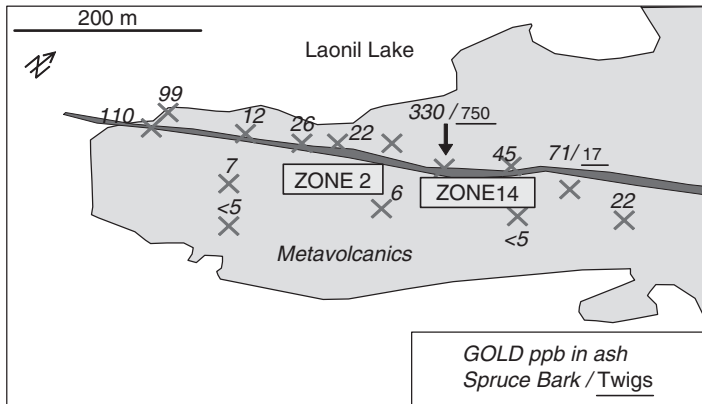 200 m
N
Laonil Lake
99
110
12
26
22
330 / 750
45
71/ 17
7
ZONE 2
ZONE14
<5
6
22
<5
Metavolcanics
GOLD ppb in ash
Spruce Bark / Twigs